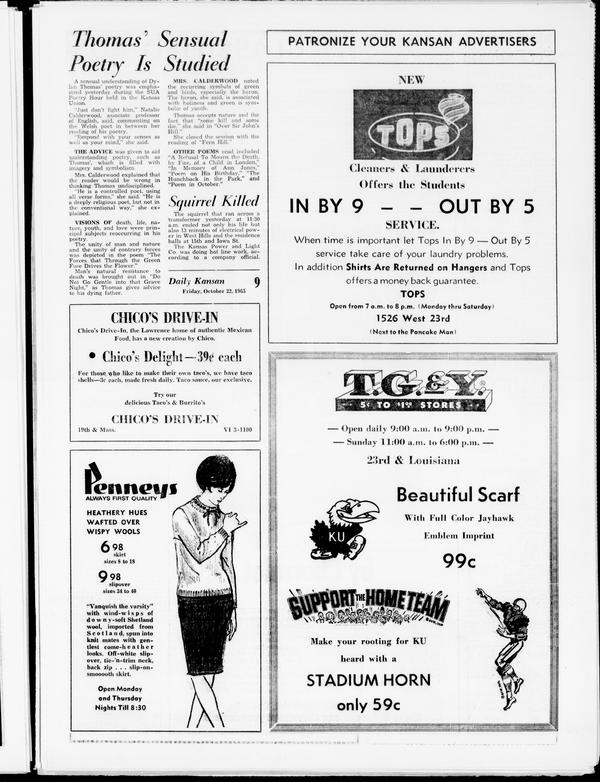 Thomas' Sensual
Poetry Is Studied
A sensual understanding of Dy-
lan Thomas' poetry was empha-
sized yesterday during the SUA
Poetry Hour held in the Kansas
Union.
"Just don't fight him," Natalie
Calderwood, associate professor
of English, said, commenting on
the Welsh poet in between her
reading of his poetry.
"Respond with your senses as
well as your mind," she said.
THE ADVICE was given to aid
understanding poetry, such as
Thomas', which is filled with
imagery and symbolism.
Mrs. Calderwood explained that
the reader would be wrong in
thinking Thomas undisciplined.
"He is a controlled poet, using
all verse forms," she said. "He is
a deeply religious poet, but not in
the conventional way," she ex-
plained.
VISIONS OF death, life, na-
ture, youth, and love were prin-
cipal subjects reoccurring in his
poetry.
The unity of man and nature
and the unity of contrary forces
was depicted in the poem "The
Forces that Through the Green
Fuse Drives the Flower."
Man's natural resistance to
death was brought out in "Do
Not Go Gentle into that Grave
Night," as Thomas gives advice
to his dying father.
MRS. CALDERWOOD noted
the recurring symbols of green
and birds, especially the heron.
The heron, she said, is associated
with holiness and green is sym-
bolic of youth.
Thomas accepts nature and the
fact that "some kill and some
die," she said in "Over Sir John's
Hill."
She closed the session with the
reading of "Fern Hill."
OTHER POEMS read included
"A Refusal To Mourn the Death,
by Fire, of a Child in London,"
"In Memory of Ann Jones,"
"Poem on His Birthday," "The
Hunchback in the Park," and
"Poem in October."
Squirrel Killed
The squirrel that ran across a
transformer yesterday at 11:30
a.m. ended not only his life but
also 13 minutes of electrical pow-
er in West Hills and the residence
halls at 15th and Iowa St.
The Kansas Power and Light
Co. was doing hot line work, ac-
cording to a company official.
Daily Kansan 9
Friday, October 22, 1965
CHICO'S DRIVE-IN
Chico's Drive-In, the Lawrence home of authentic Mexican
Food, has a new creation by Chico.
• Chico's Delight—39¢ each
For those who like to make their own taco's, we have taco
shells—3c each, made fresh daily. Taco sauce, our exclusive.
Try our
delicious Taco's & Burrito's
CHICO'S DRIVE-IN
19th & Mass. VI 3-1100
Penneys
ALWAYS FIRST QUALITY
HEATHERY HUES
WAFTED OVER
WISPY WOOLS
6 98
skirt
sizes 8 to 18
9 98
slipover
sizes 34 to 40
"Vanquish the varsity"
with wind-wisps of
downy-soft Shetland
wool, imported from
Scotland, spun into
knit mates with gen-
tlest come-heather
looks. Off-white slip-
over, tie-'n-trim neck,
back zip . . . slip-on-
smooooth skirt.
Open Monday
and Thursday
Nights Till 8:30
PATRONIZE YOUR KANSAN ADVERTISERS
NEW
TOPS
Cleaners & Launderers
Offers the Students
IN BY 9 – – OUT BY 5
SERVICE.
When time is important let Tops In By 9 — Out By 5
service take care of your laundry problems.
In addition Shirts Are Returned on Hangers and Tops
offers a money back guarantee.
TOPS
Open from 7 a.m. to 8 p.m. (Monday thru Saturday)
1526 West 23rd
(Next to the Pancake Man)
T.G.&Y.
5¢ TO $1.00 STORES
— Open daily 9:00 a.m. to 9:00 p.m. —
— Sunday 11:00 a.m. to 6:00 p.m. —
23rd & Louisiana
KU
Beautiful Scarf
With Full Color Jayhawk
Emblem Imprint
99c
SUPPORT THE HOME TEAM
Make your rooting for KU
heard with a
STADIUM HORN
only 59c